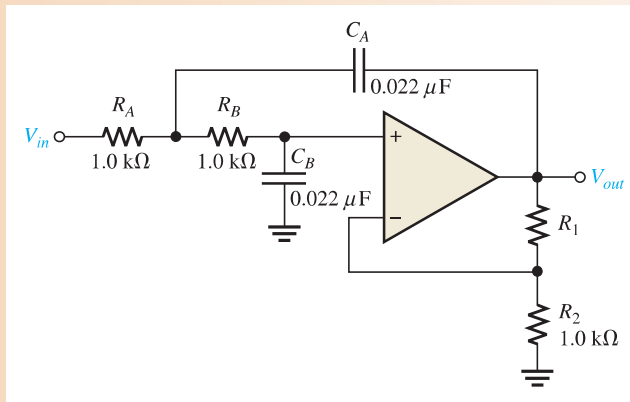 C_A
0.022 μF
R_A
R_B
V_in
1.0 kΩ
1.0 kΩ
C_B
0.022 μF
+
−
V_out
R_1
R_2
1.0 kΩ